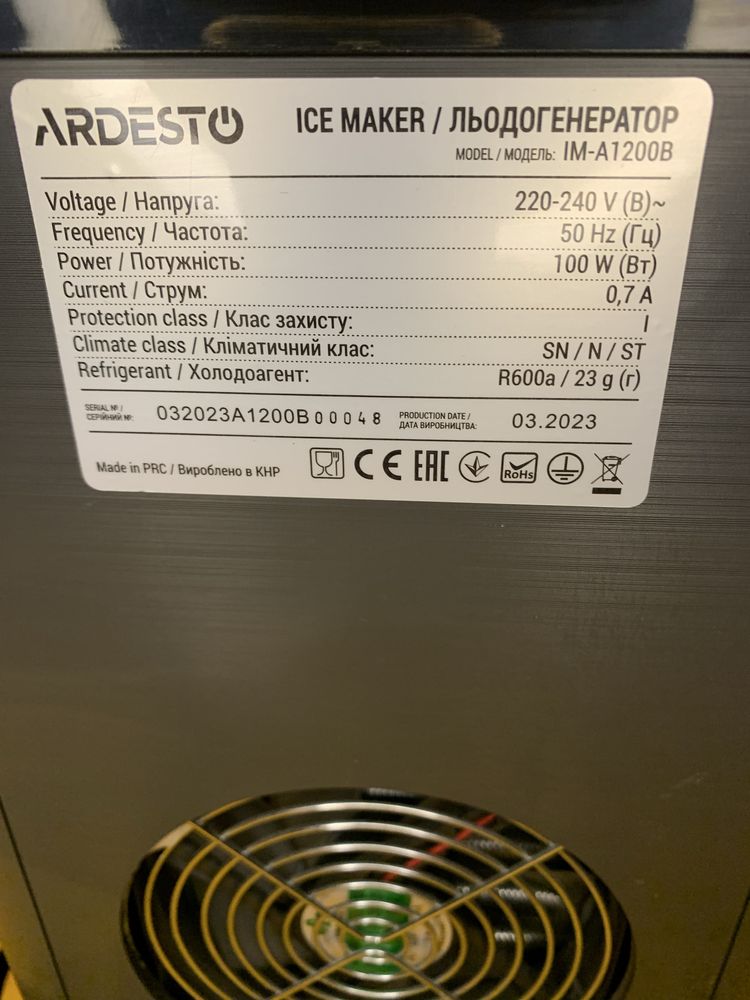 ARDESTO
ICE MAKER / ЛЬОДОГЕНЕРАТОР
MODEL / МОДЕЛЬ: IM-A1200B
Voltage / Напруга: 220-240 V (В)~
Frequency / Частота: 50 Hz (Гц)
Power / Потужність: 100 W (Вт)
Current / Струм: 0,7 A
Protection class / Клас захисту: I
Climate class / Кліматичний клас: SN / N / ST
Refrigerant / Холодоагент: R600a / 23 g (г)
SERIAL № / СЕРІЙНИЙ №: 032023A1200B00048 PRODUCTION DATE / ДАТА ВИРОБНИЦТВА: 03.2023
Made in PRC / Вироблено в КНР CE EAC RoHs